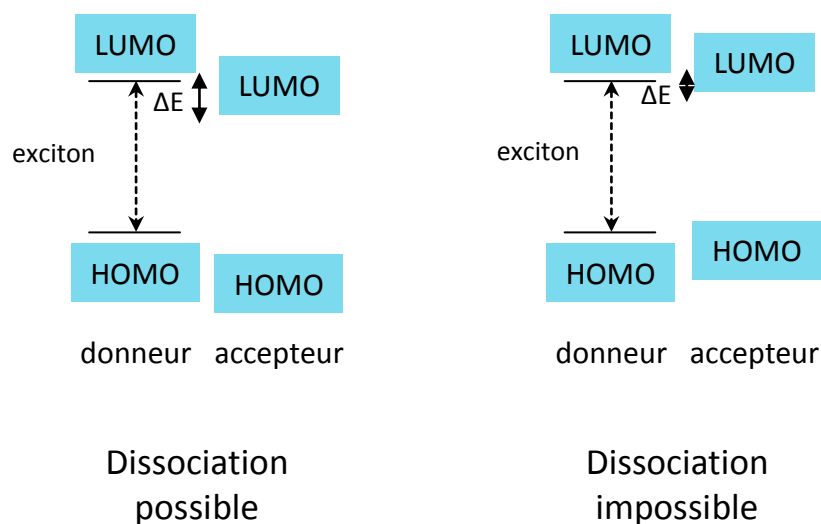 LUMO
LUMO
ΔE
exciton
HOMO
HOMO
donneur accepteur
Dissociation
possible
LUMO
LUMO
ΔE
exciton
HOMO
HOMO
donneur accepteur
Dissociation
impossible